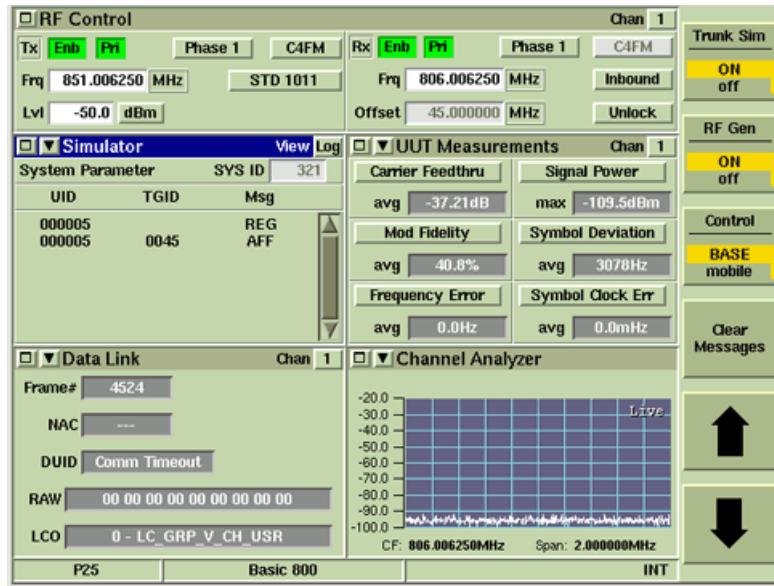 RF Control Chan 1
Tx Enb Pri Phase 1 C4FM
Frq 851.006250 MHz STD 1011
Lvl -50.0 dBm
Rx Enb Pri Phase 1 C4FM
Frq 806.006250 MHz Inbound
Offset 45.000000 MHz Unlock
Simulator View Log
System Parameter SYS ID 321
UID TGID Msg
000005 REG
000005 0045 AFF
UUT Measurements Chan 1
Carrier Feedthru Signal Power
avg -37.21dB max -109.5dBm
Mod Fidelity Symbol Deviation
avg 40.8% avg 3078Hz
Frequency Error Symbol Clock Err
avg 0.0Hz avg 0.0mHz
Data Link Chan 1
Frame# 4524
NAC ---
DUID Comm Timeout
RAW 00 00 00 00 00 00 00 00 00
LCO 0 - LC_GRP_V_CH_USR
Channel Analyzer
Live
-20.0
-30.0
-40.0
-50.0
-60.0
-70.0
-80.0
-90.0
-100.0
CF: 806.006250MHz Span: 2.000000MHz
P25 Basic 800 INT
Trunk Sim
ON
off
RF Gen
ON
off
Control
BASE
mobile
Clear
Messages